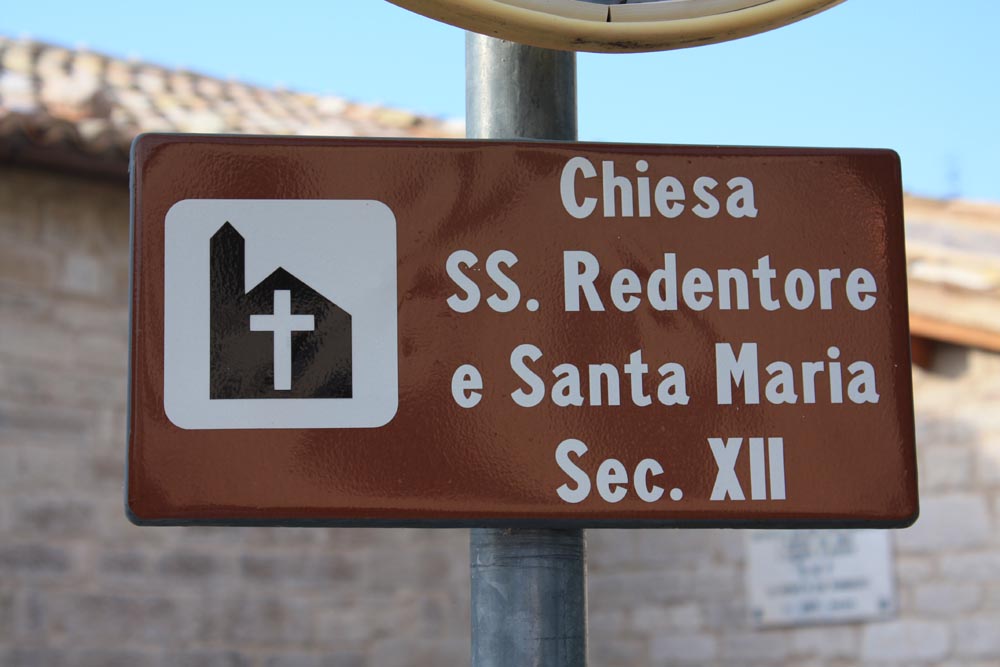 Chiesa
SS. Redentore
e Santa Maria
Sec. XII